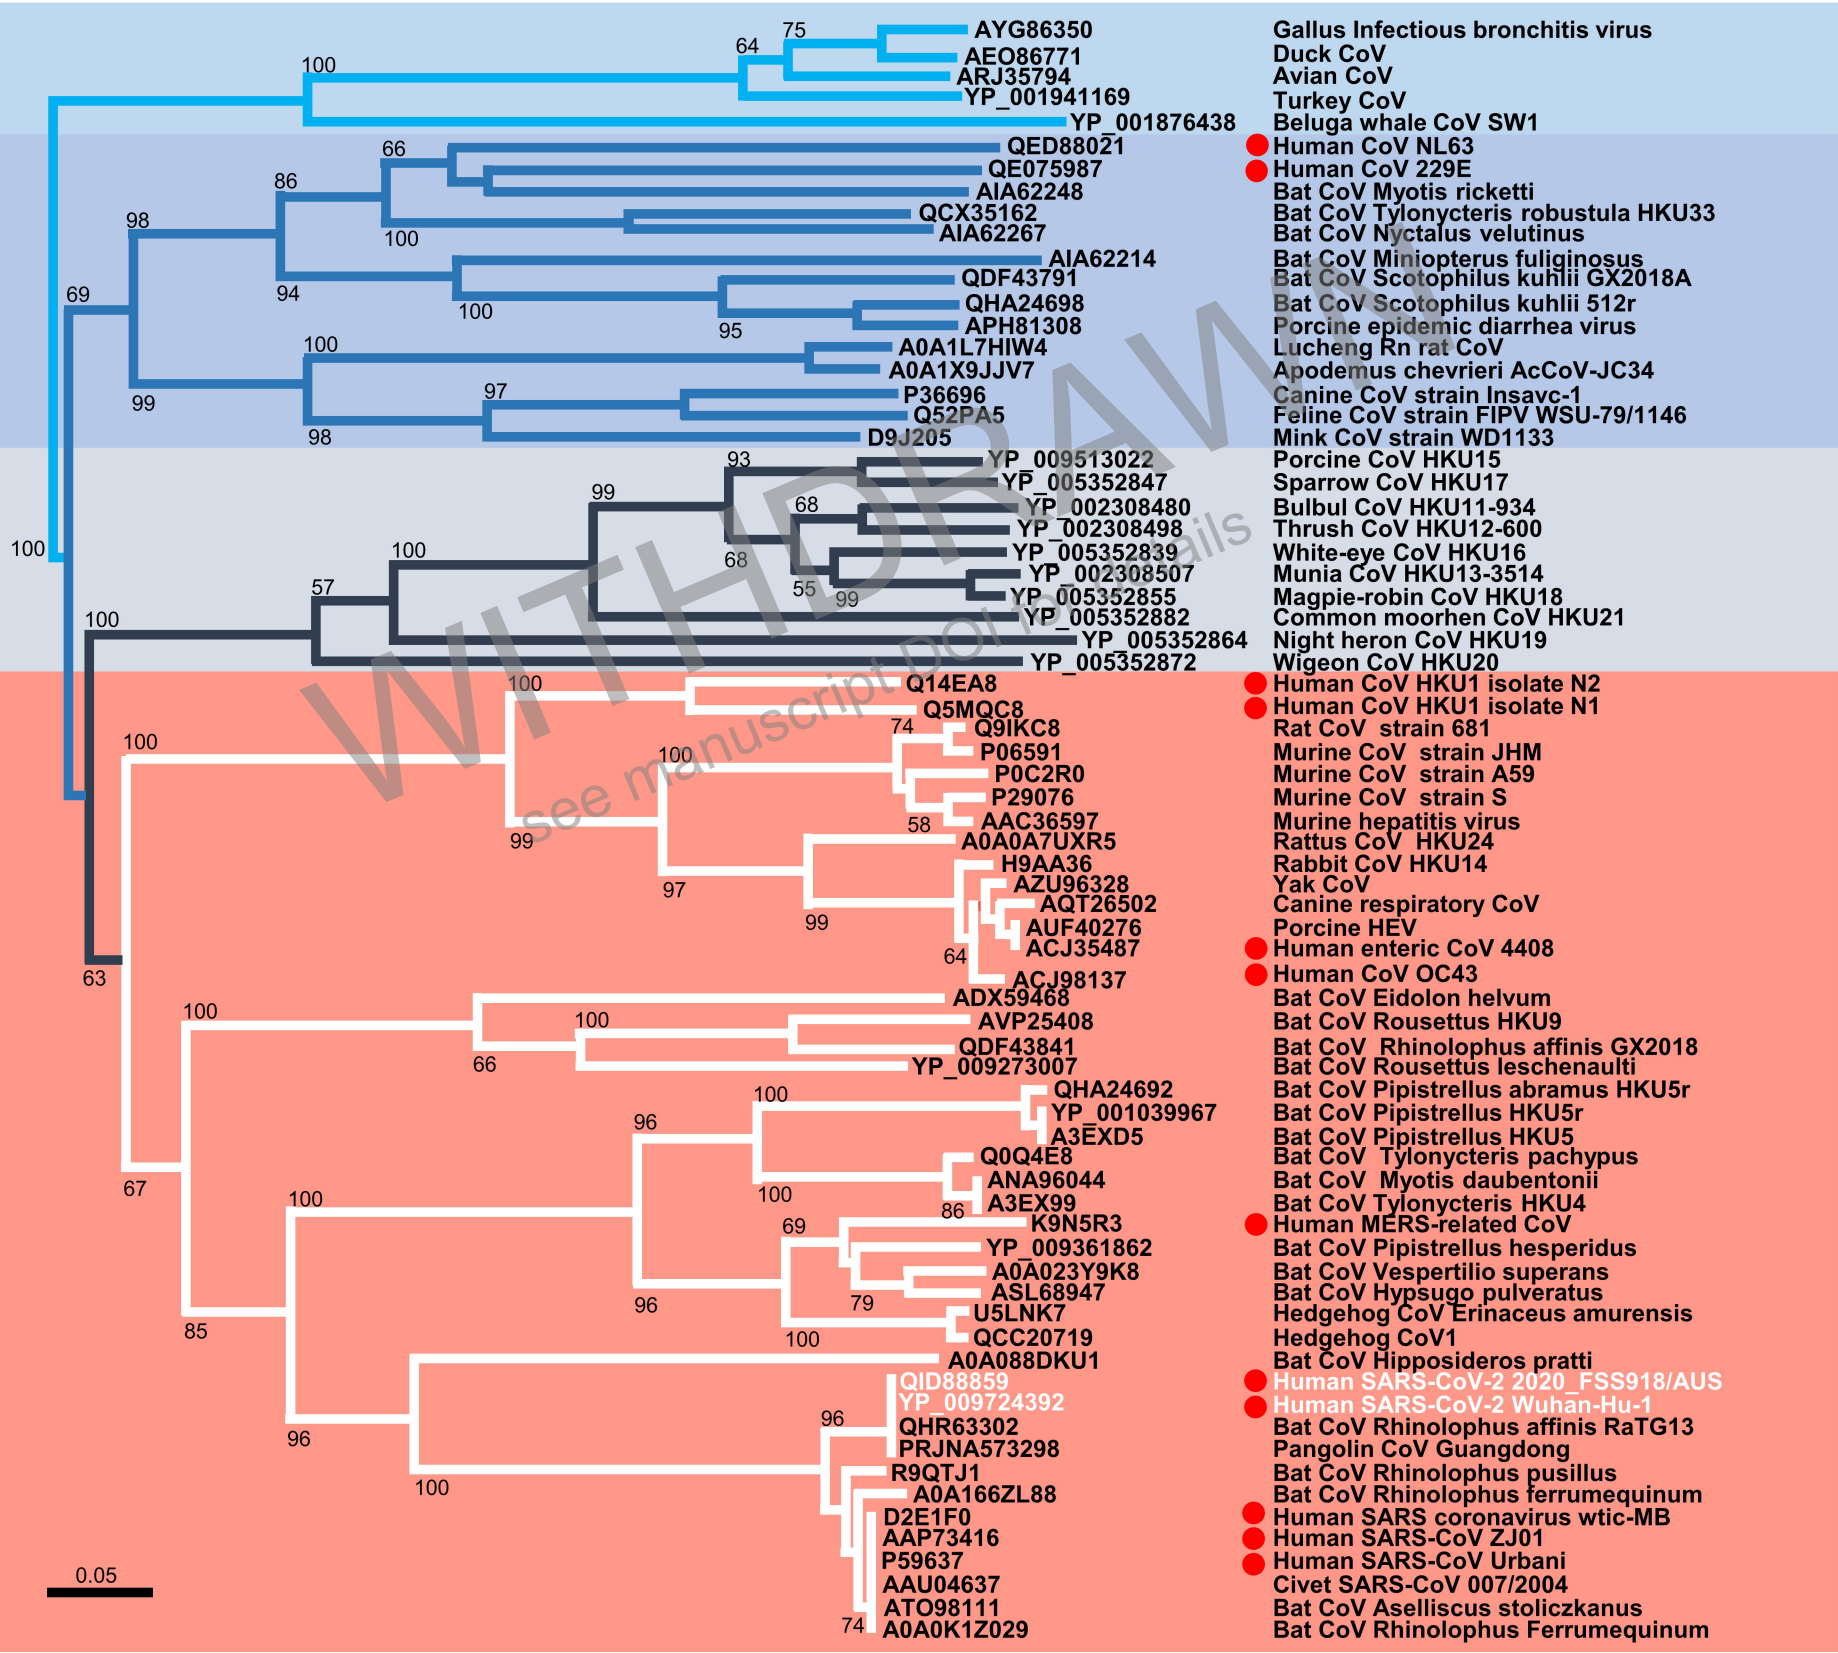 75
AYG86350 Gallus Infectious bronchitis virus
64
AEO86771 Duck CoV
100
ARJ35794 Avian CoV
YP_001941169 Turkey CoV
YP_001876438 Beluga whale CoV SW1
66
QED88021 Human CoV NL63
QE075987 Human CoV 229E
86
AIA62248 Bat CoV Myotis ricketti
98
QCX35162 Bat CoV Tylonycteris robustula HKU33
100
AIA62267 Bat CoV Nyctalus velutinus
AIA62214 Bat CoV Miniopterus fuliginosus
QDF43791 Bat CoV Scotophilus kuhlii GX2018A
69
94
QHA24698 Bat CoV Scotophilus kuhlii 512r
100
95
APH81308 Porcine epidemic diarrhea virus
100
A0A1L7HIW4 Lucheng Rn rat CoV
A0A1X9JJV7 Apodemus chevrieri AcCoV-JC34
97
P36696 Canine CoV strain Insavc-1
99
Q52PA5 Feline CoV strain FIPV WSU-79/1146
98
D9J205 Mink CoV strain WD1133
93
YP_009513022 Porcine CoV HKU15
YP_005352847 Sparrow CoV HKU17
99
68
YP_002308480 Bulbul CoV HKU11-934
YP_002308498 Thrush CoV HKU12-600
100
100
68
YP_005352839 White-eye CoV HKU16
YP_002308507 Munia CoV HKU13-3514
57
55
99
YP_005352855 Magpie-robin CoV HKU18
100
YP_005352882 Common moorhen CoV HKU21
YP_005352864 Night heron CoV HKU19
YP_005352872 Wigeon CoV HKU20
100
Q14EA8 Human CoV HKU1 isolate N2
Q5MQC8 Human CoV HKU1 isolate N1
74
Q9IKC8 Rat CoV strain 681
100
100
P06591 Murine CoV strain JHM
P0C2R0 Murine CoV strain A59
P29076 Murine CoV strain S
58
AAC36597 Murine hepatitis virus
99
A0A0A7UXR5 Rattus CoV HKU24
H9AA36 Rabbit CoV HKU14
97
AZU96328 Yak CoV
AQT26502 Canine respiratory CoV
99
AUF40276 Porcine HEV
64
ACJ35487 Human enteric CoV 4408
63
ACJ98137 Human CoV OC43
ADX59468 Bat CoV Eidolon helvum
100
100
AVP25408 Bat CoV Rousettus HKU9
QDF43841 Bat CoV Rhinolophus affinis GX2018
66
YP_009273007 Bat CoV Rousettus leschenaulti
100
QHA24692 Bat CoV Pipistrellus abramus HKU5r
96
YP_001039967 Bat CoV Pipistrellus HKU5r
A3EXD5 Bat CoV Pipistrellus HKU5
Q0Q4E8 Bat CoV Tylonycteris pachypus
67
100
ANA96044 Bat CoV Myotis daubentonii
100
86
A3EX99 Bat CoV Tylonycteris HKU4
69
K9N5R3 Human MERS-related CoV
YP_009361862 Bat CoV Pipistrellus hesperidus
A0A023Y9K8 Bat CoV Vespertilio superans
96
79
ASL68947 Bat CoV Hypsugo pulveratus
U5LNK7 Hedgehog CoV Erinaceus amurensis
85
100
QCC20719 Hedgehog CoV1
A0A088DKU1 Bat CoV Hipposideros pratti
QID88859 Human SARS-CoV-2 2020_FSS918/AUS
YP_009724392 Human SARS-CoV-2 Wuhan-Hu-1
96
QHR63302 Bat CoV Rhinolophus affinis RaTG13
96
PRJNA573298 Pangolin CoV Guangdong
R9QTJ1 Bat CoV Rhinolophus pusillus
100
A0A166ZL88 Bat CoV Rhinolophus ferrumequinum
D2E1F0 Human SARS coronavirus wtic-MB
AAP73416 Human SARS-CoV ZJ01
P59637 Human SARS-CoV Urbani
0.05
AAU04637 Civet SARS-CoV 007/2004
ATO98111 Bat CoV Aselliscus stoliczkanus
74
A0A0K1Z029 Bat CoV Rhinolophus Ferrumequinum
WITHDRAWN
see manuscript DOI for details